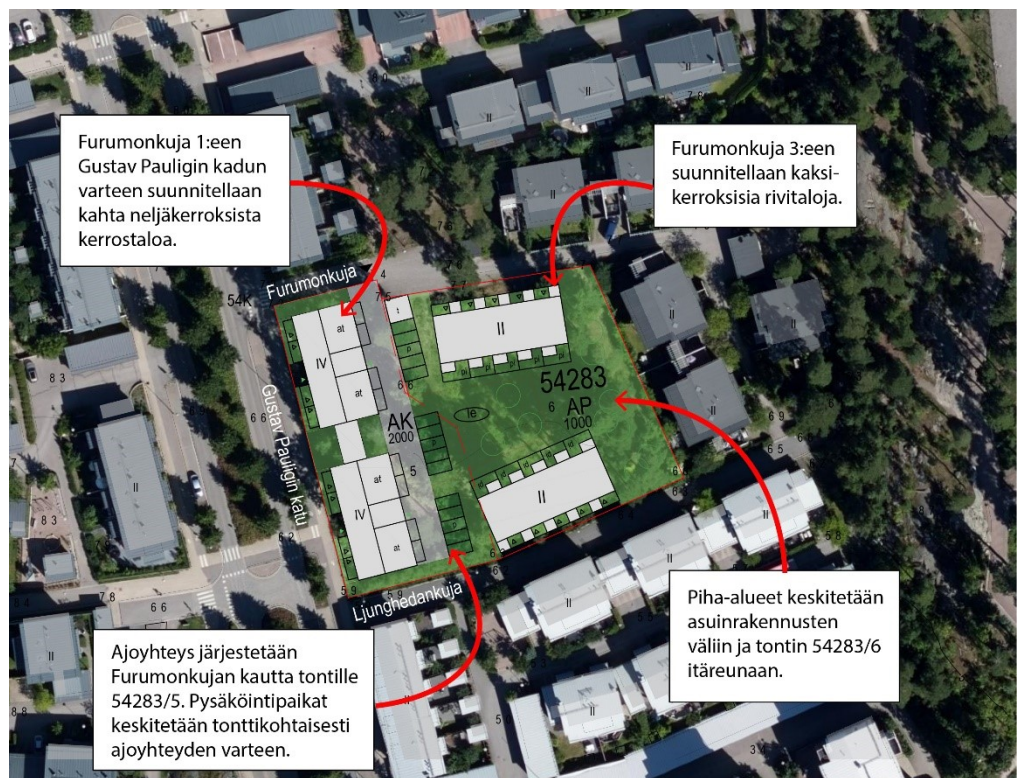 Furumonkuja 1:een
Gustav Pauligin kadun
varteen suunnitellaan
kahta neljäkerroksista
kerrostaloa.
Furumonkuja 3:een
suunnitellaan kaksi-
kerroksisia rivitaloja.
Furumonkuja
54K
Gustav Pauligin katu
IV
at
at
t
II
54283
6 AP
1000
le
AK
2000
5
IV
at
at
II
Ljunghedankuja
Ajoyhteys järjestetään
Furumonkujan kautta tontille
54283/5. Pysäköintipaikat
keskitetään tonttikohtaisesti
ajoyhteyden varteen.
Piha-alueet keskitetään
asuinrakennusten
väliin ja tontin 54283/6
itäreunaan.